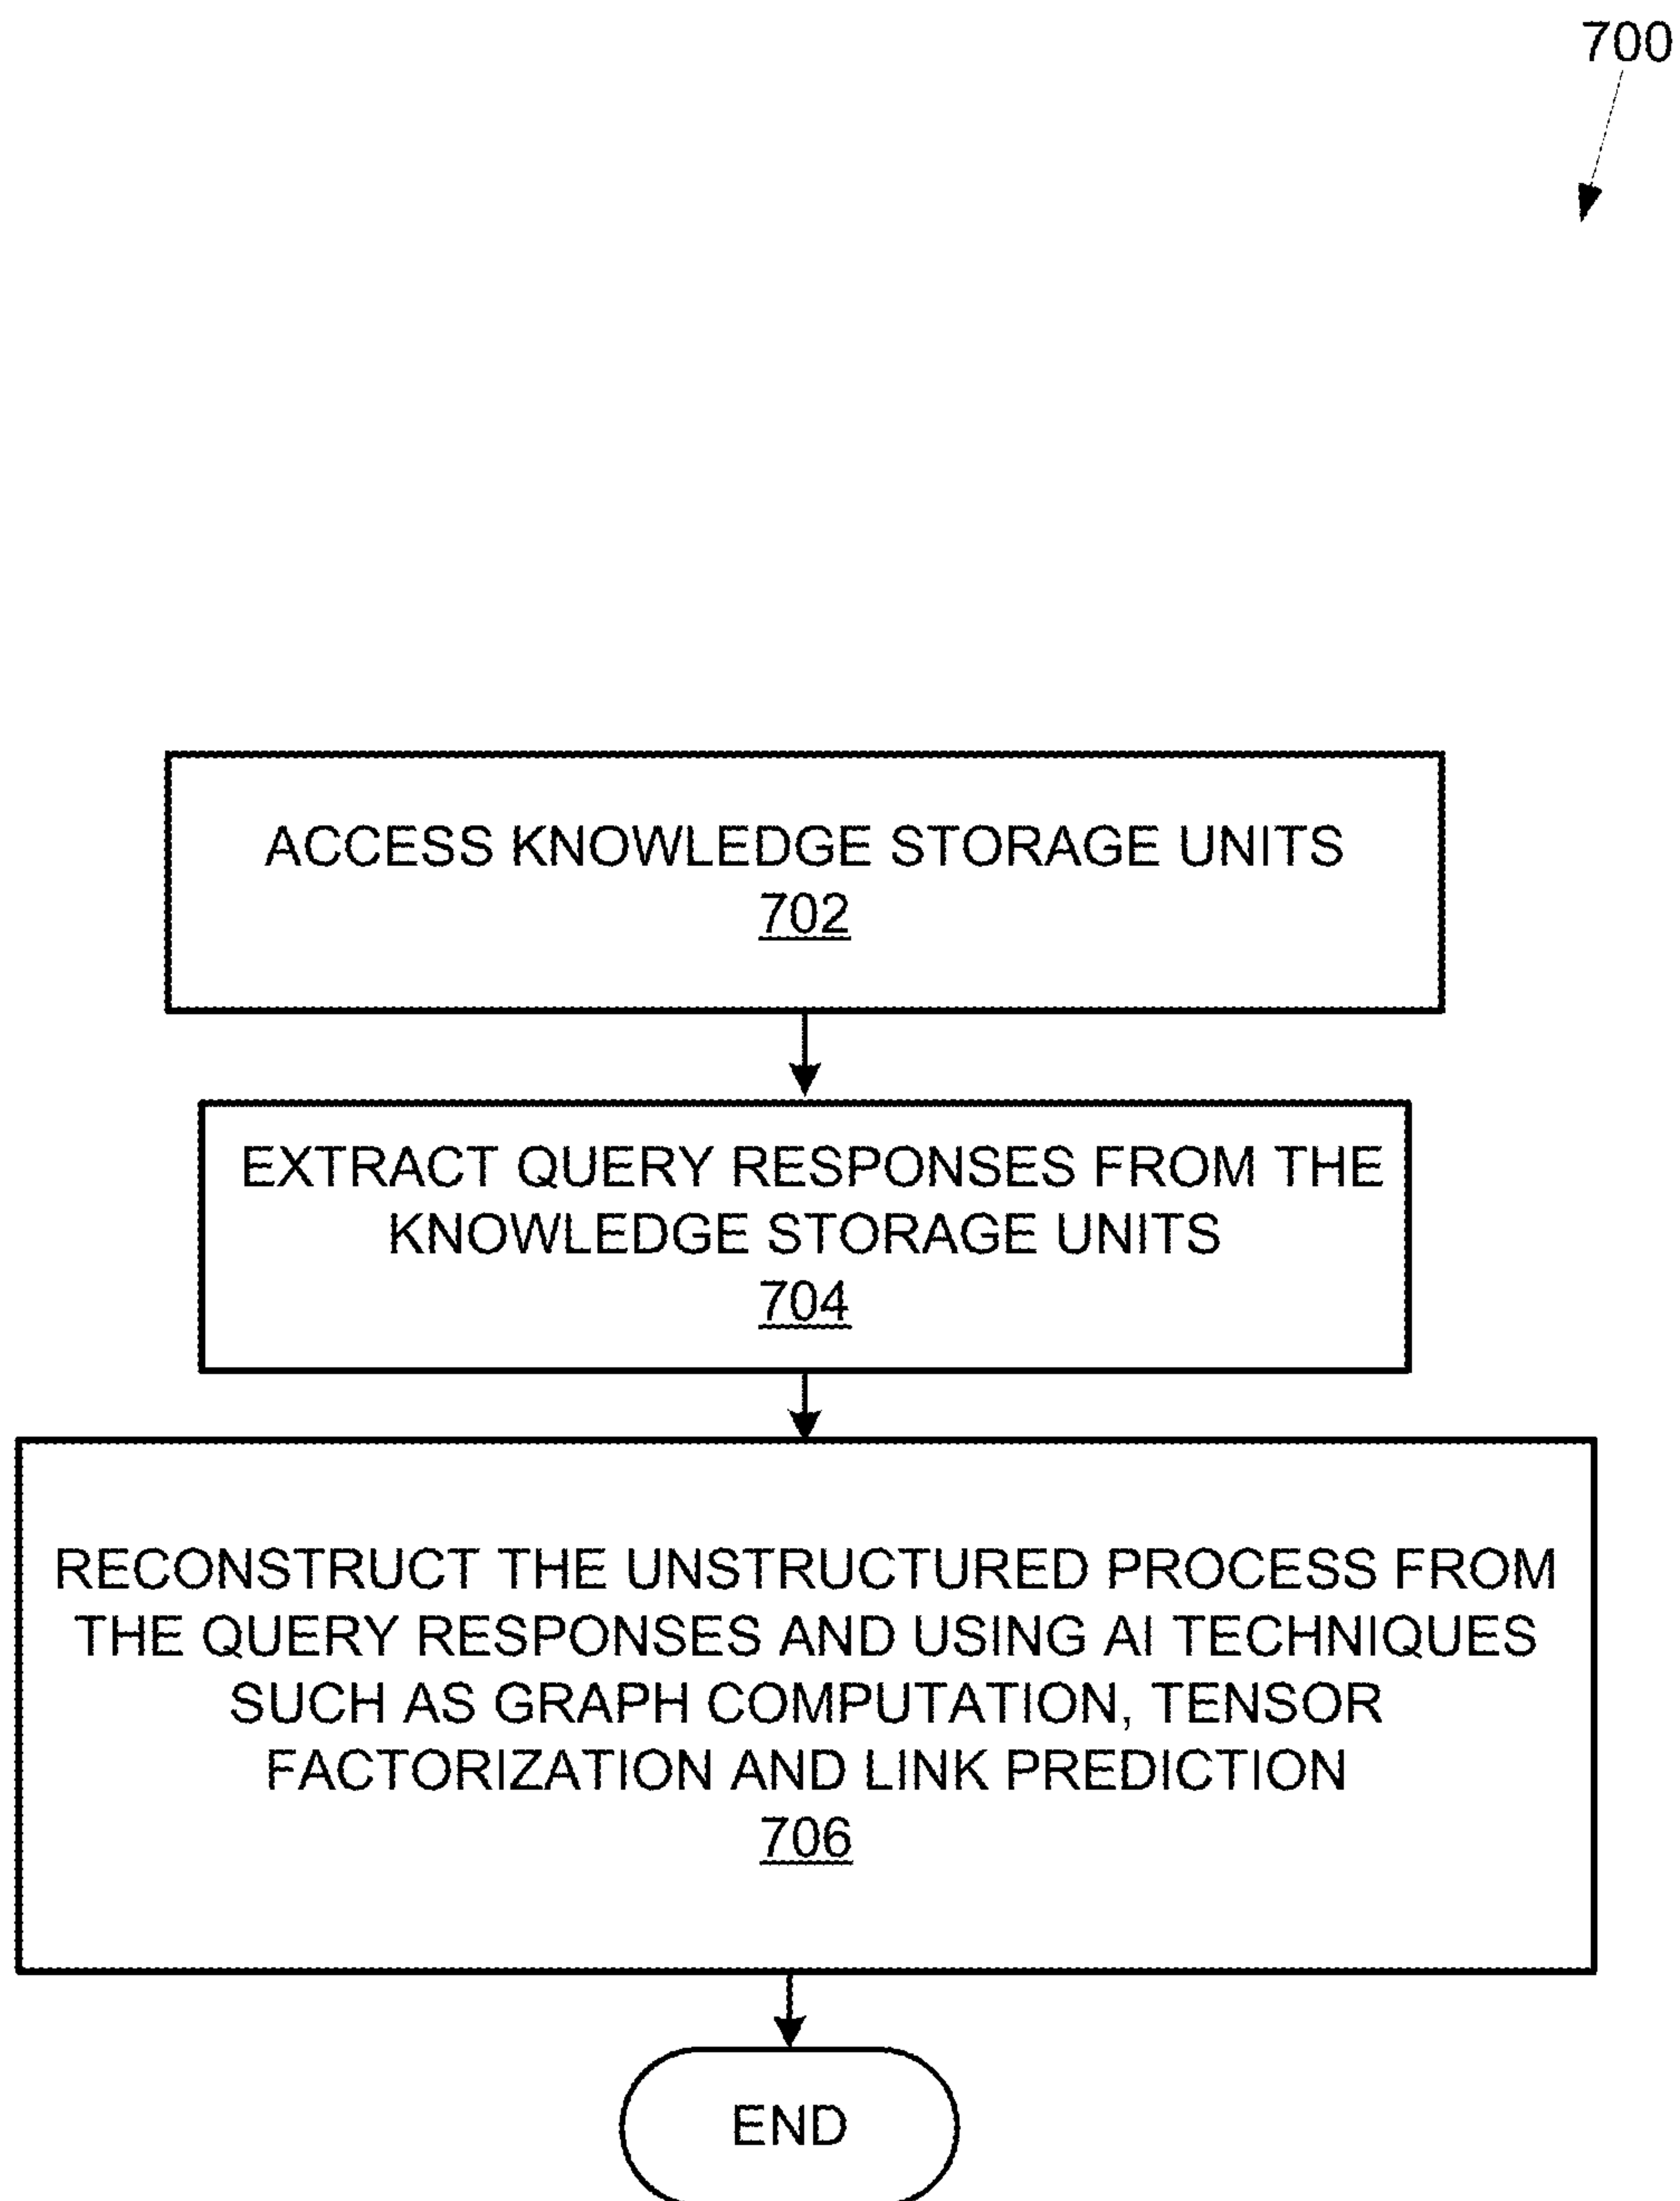 700
ACCESS KNOWLEDGE STORAGE UNITS
702
EXTRACT QUERY RESPONSES FROM THE
KNOWLEDGE STORAGE UNITS
704
RECONSTRUCT THE UNSTRUCTURED PROCESS FROM
THE QUERY RESPONSES AND USING AI TECHNIQUES
SUCH AS GRAPH COMPUTATION, TENSOR
FACTORIZATION AND LINK PREDICTION
706
END